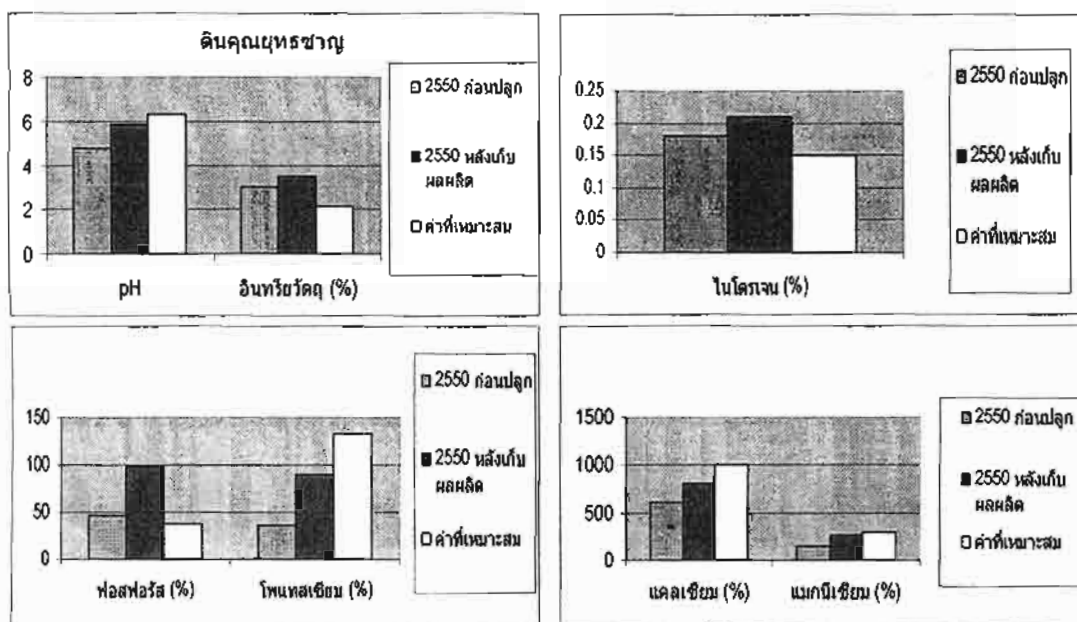 ดินคุณยุทธชาญ
8
6
4
2
0
pH
อินทรียวัตถุ (%)
2550 ก่อนปลูก
2550 หลังเก็บ
ผลผลิต
ค่าที่เหมาะสม
0.25
0.2
0.15
0.1
0.05
0
ไนโตรเจน (%)
2550 ก่อนปลูก
2550 หลังเก็บ
ผลผลิต
ค่าที่เหมาะสม
150
100
50
0
ฟอสฟอรัส (%)
โพแทสเซียม (%)
2550 ก่อนปลูก
2550 หลังเก็บ
ผลผลิต
ค่าที่เหมาะสม
1500
1000
500
0
แคลเซียม (%)
แมกนีเซียม (%)
2550 ก่อนปลูก
2550 หลังเก็บ
ผลผลิต
ค่าที่เหมาะสม